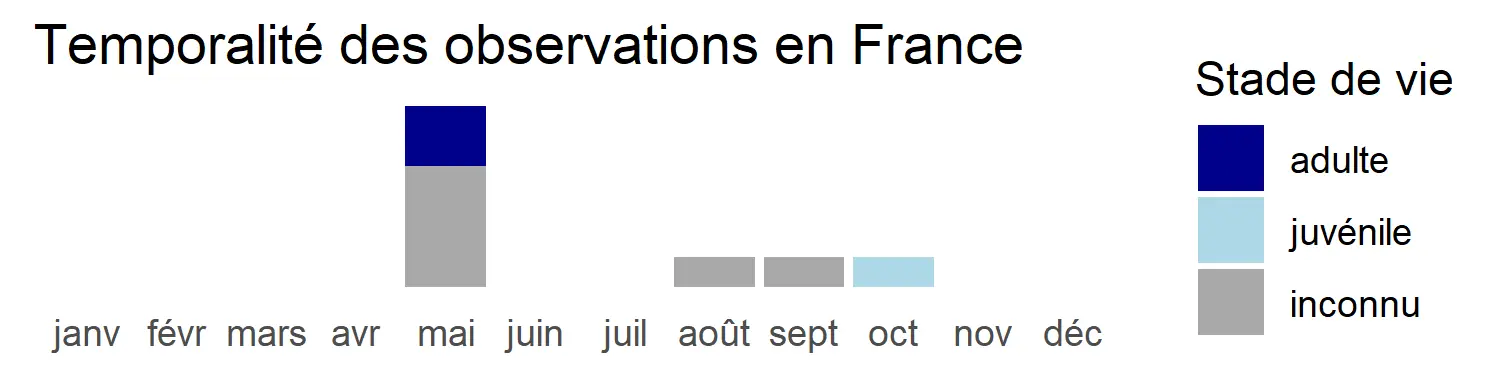 Temporalité des observations en France
Stade de vie
adulte
juvénile
inconnu
janv févr mars avr mai juin juil août sept oct nov déc